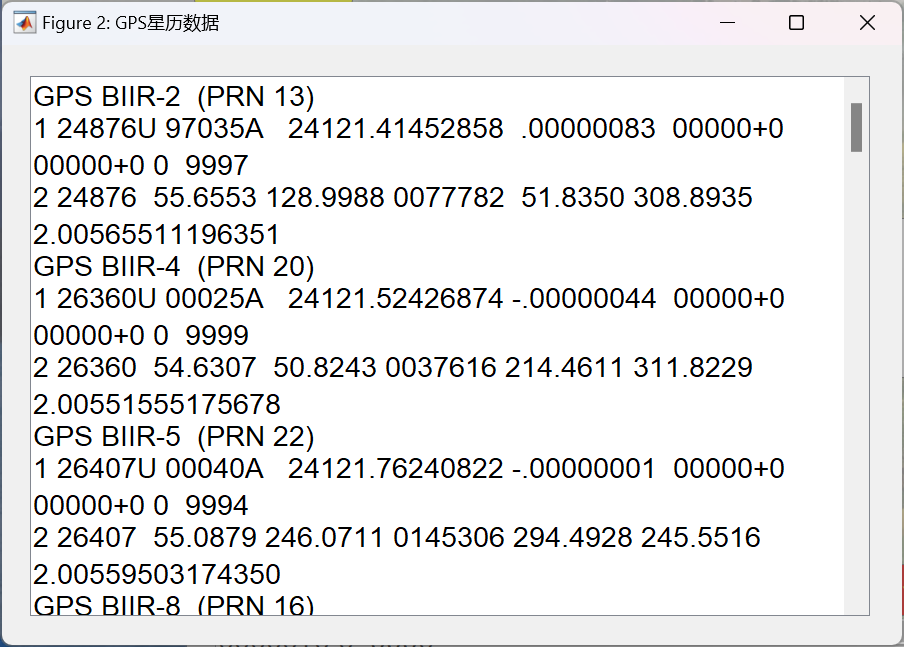 Figure 2: GPS星历数据
GPS BIIR-2  (PRN 13)
1 24876U 97035A   24121.41452858  .00000083  00000+0
00000+0 0  9997
2 24876  55.6553 128.9988 0077782  51.8350 308.8935
2.00565511196351
GPS BIIR-4  (PRN 20)
1 26360U 00025A   24121.52426874 -.00000044  00000+0
00000+0 0  9999
2 26360  54.6307  50.8243 0037616 214.4611 311.8229
2.00551555175678
GPS BIIR-5  (PRN 22)
1 26407U 00040A   24121.76240822 -.00000001  00000+0
00000+0 0  9994
2 26407  55.0879 246.0711 0145306 294.4928 245.5516
2.00559503174350
GPS BIIR-8  (PRN 16)